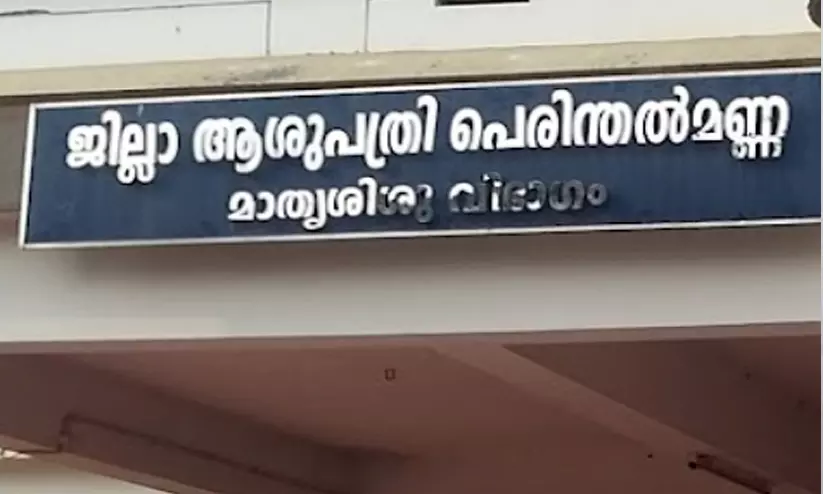 ജില്ലാ ആശുപത്രി പെരിന്തൽമണ്ണ
മാതൃശിശു വിഭാഗം